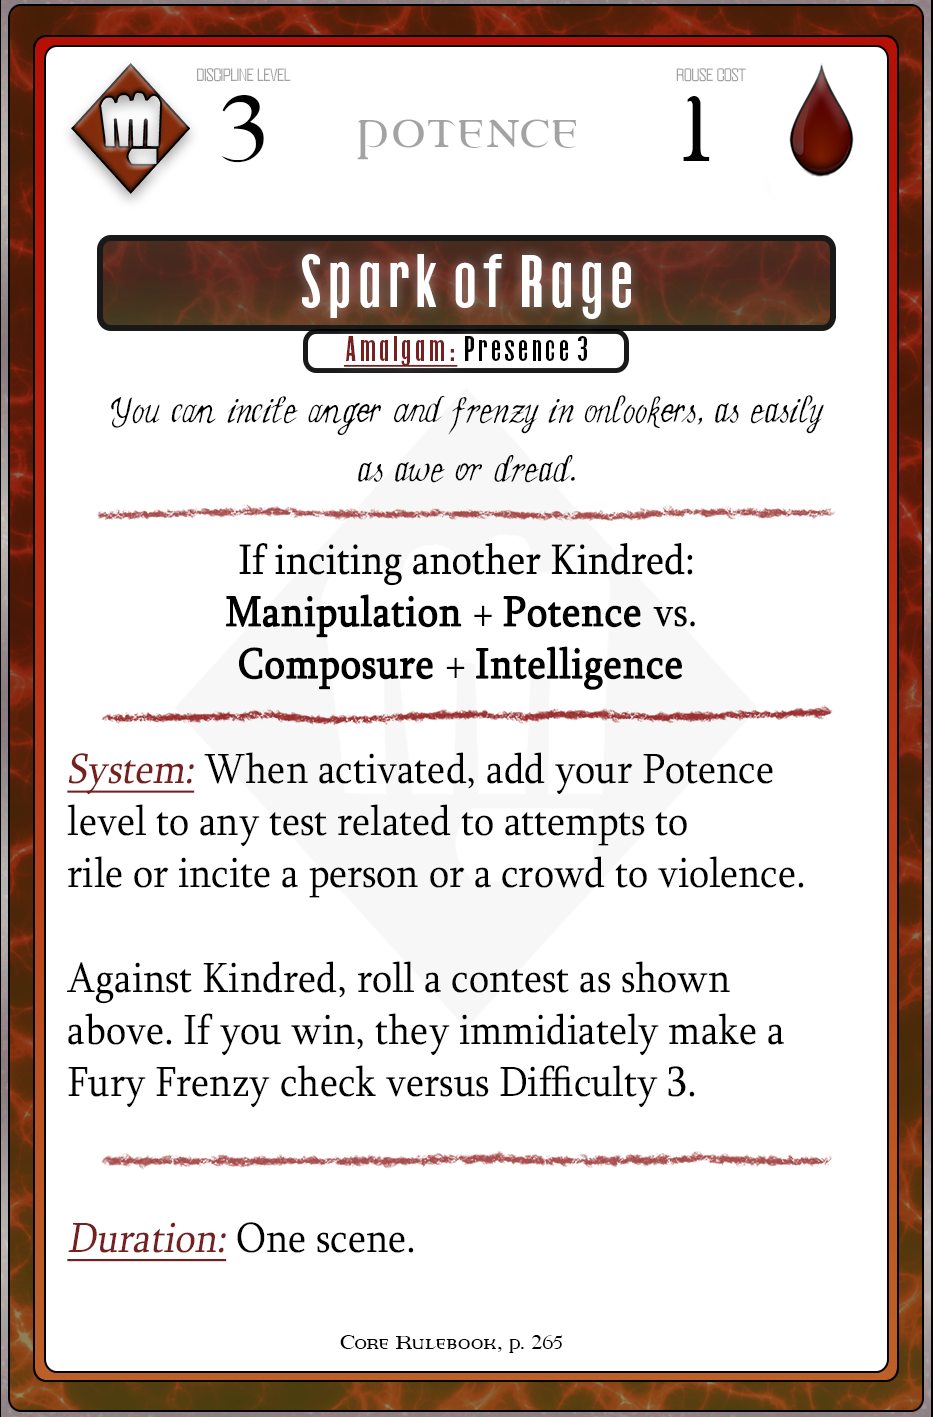 DISCIPLINE LEVEL
3
POTENCE
ROUSE COST
1
Spark of Rage
Amalgam: Presence 3
You can incite anger and frenzy in onlookers, as easily
as awe or dread.
If inciting another Kindred:
Manipulation + Potence vs.
Composure + Intelligence
System: When activated, add your Potence
level to any test related to attempts to
rile or incite a person or a crowd to violence.
Against Kindred, roll a contest as shown
above. If you win, they immidiately make a
Fury Frenzy check versus Difficulty 3.
Duration: One scene.
Core Rulebook, p. 265